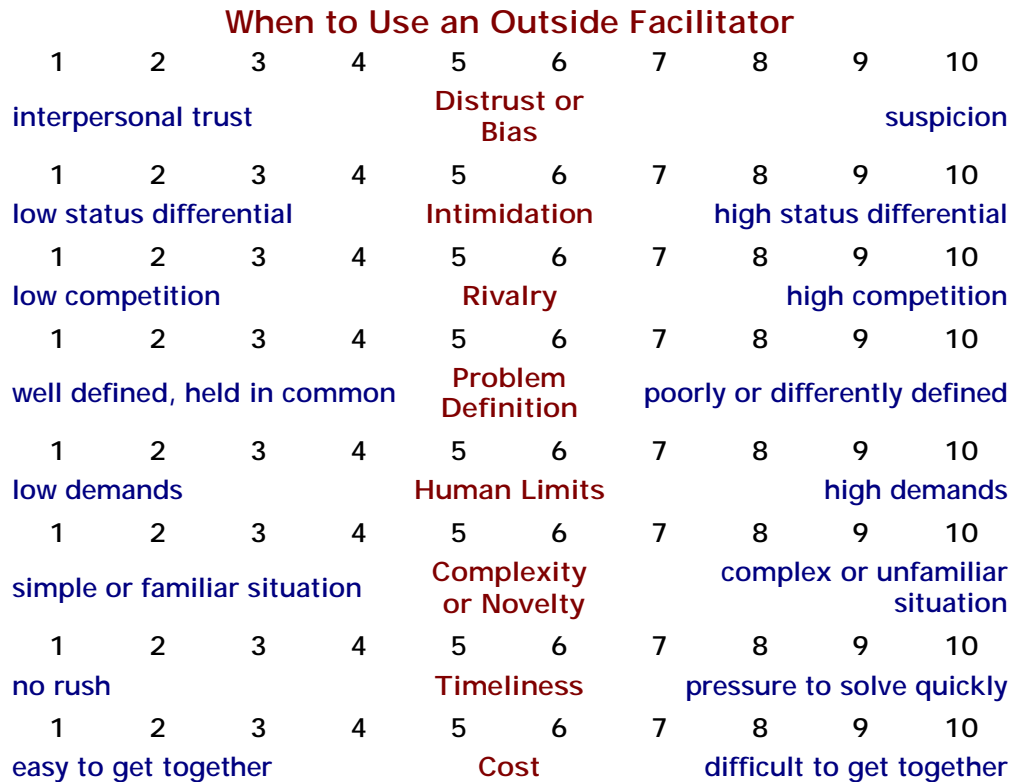 When to Use an Outside Facilitator
1 2 3 4 5 6 7 8 9 10
interpersonal trust Distrust or Bias suspicion
1 2 3 4 5 6 7 8 9 10
low status differential Intimidation high status differential
1 2 3 4 5 6 7 8 9 10
low competition Rivalry high competition
1 2 3 4 5 6 7 8 9 10
well defined, held in common Problem Definition poorly or differently defined
1 2 3 4 5 6 7 8 9 10
low demands Human Limits high demands
1 2 3 4 5 6 7 8 9 10
simple or familiar situation Complexity or Novelty complex or unfamiliar situation
1 2 3 4 5 6 7 8 9 10
no rush Timeliness pressure to solve quickly
1 2 3 4 5 6 7 8 9 10
easy to get together Cost difficult to get together